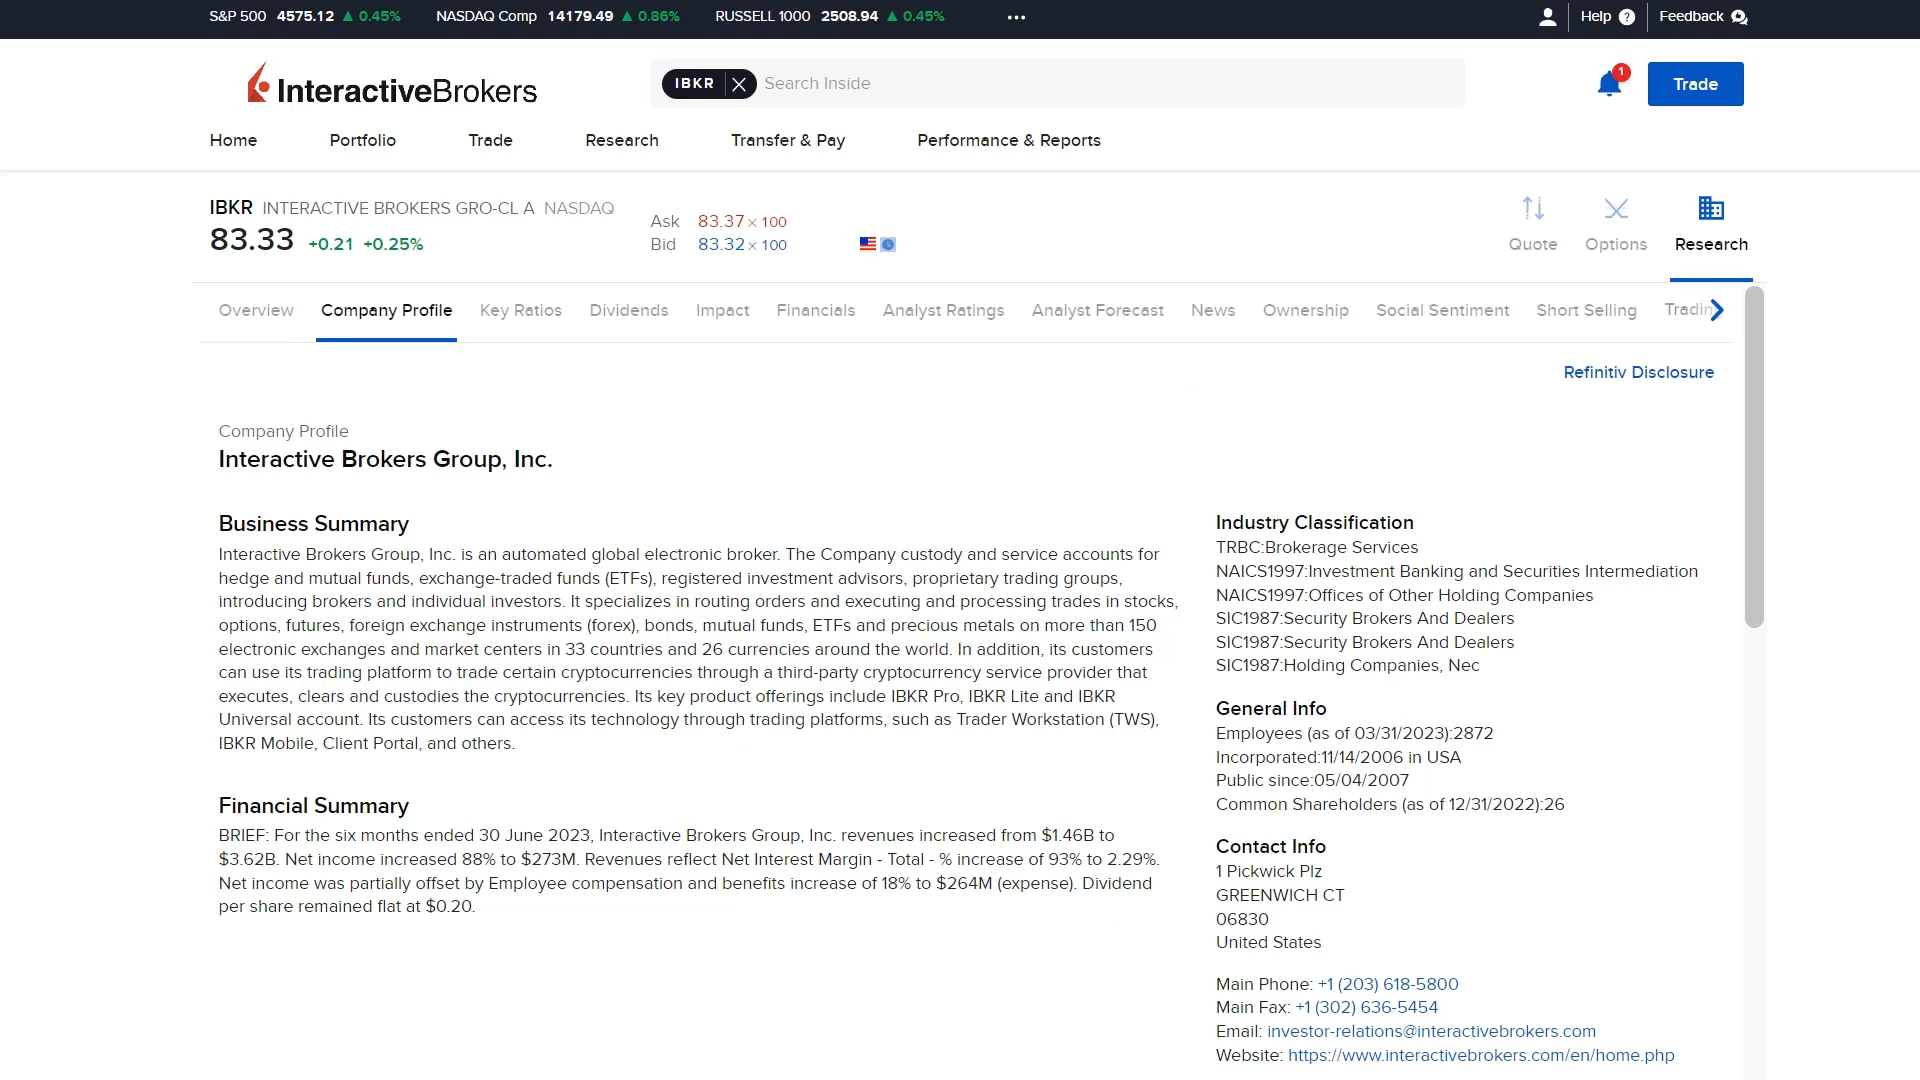 S&P 500 4575.12 ▲ 0.45% NASDAQ Comp 14179.49 ▲ 0.86% RUSSELL 1000 2508.94 ▲ 0.45% ••• Help ? Feedback
InteractiveBrokers
IBKR Search Inside
1
Trade
Home Portfolio Trade Research Transfer & Pay Performance & Reports
IBKR INTERACTIVE BROKERS GRO-CL A NASDAQ
83.33 +0.21 +0.25%
Ask 83.37 × 100
Bid 83.32 × 100
Quote Options Research
Overview Company Profile Key Ratios Dividends Impact Financials Analyst Ratings Analyst Forecast News Ownership Social Sentiment Short Selling Tradin
Refinitiv Disclosure
Company Profile
Interactive Brokers Group, Inc.
Business Summary
Interactive Brokers Group, Inc. is an automated global electronic broker. The Company custody and service accounts for
hedge and mutual funds, exchange-traded funds (ETFs), registered investment advisors, proprietary trading groups,
introducing brokers and individual investors. It specializes in routing orders and executing and processing trades in stocks,
options, futures, foreign exchange instruments (forex), bonds, mutual funds, ETFs and precious metals on more than 150
electronic exchanges and market centers in 33 countries and 26 currencies around the world. In addition, its customers
can use its trading platform to trade certain cryptocurrencies through a third-party cryptocurrency service provider that
executes, clears and custodies the cryptocurrencies. Its key product offerings include IBKR Pro, IBKR Lite and IBKR
Universal account. Its customers can access its technology through trading platforms, such as Trader Workstation (TWS),
IBKR Mobile, Client Portal, and others.
Financial Summary
BRIEF: For the six months ended 30 June 2023, Interactive Brokers Group, Inc. revenues increased from $1.46B to
$3.62B. Net income increased 88% to $273M. Revenues reflect Net Interest Margin - Total - % increase of 93% to 2.29%.
Net income was partially offset by Employee compensation and benefits increase of 18% to $264M (expense). Dividend
per share remained flat at $0.20.
Industry Classification
TRBC:Brokerage Services
NAICS1997:Investment Banking and Securities Intermediation
NAICS1997:Offices of Other Holding Companies
SIC1987:Security Brokers And Dealers
SIC1987:Security Brokers And Dealers
SIC1987:Holding Companies, Nec
General Info
Employees (as of 03/31/2023):2872
Incorporated:11/14/2006 in USA
Public since:05/04/2007
Common Shareholders (as of 12/31/2022):26
Contact Info
1 Pickwick Plz
GREENWICH CT
06830
United States
Main Phone: +1 (203) 618-5800
Main Fax: +1 (302) 636-5454
Email: investor-relations@interactivebrokers.com
Website: https://www.interactivebrokers.com/en/home.php